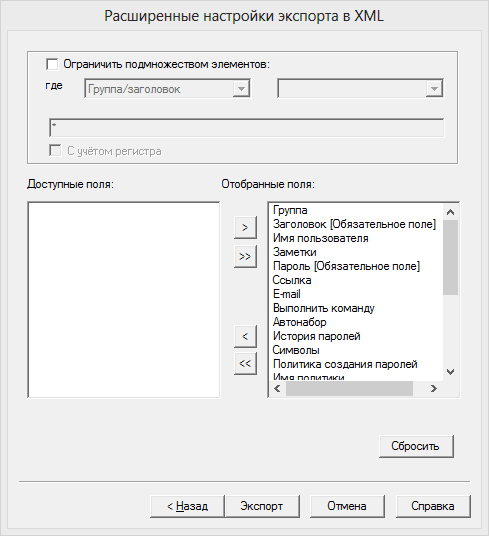 Расширенные настройки экспорта в XML
Ограничить подмножеством элементов:
где
Группа/заголовок
*
С учётом регистра
Доступные поля:
Отобранные поля:
>
>>
<
<<
Группа
Заголовок [Обязательное поле]
Имя пользователя
Заметки
Пароль [Обязательное поле]
Ссылка
E-mail
Выполнить команду
Автонабор
История паролей
Символы
Политика создания паролей
Имя политики
Сбросить
< Назад
Экспорт
Отмена
Справка